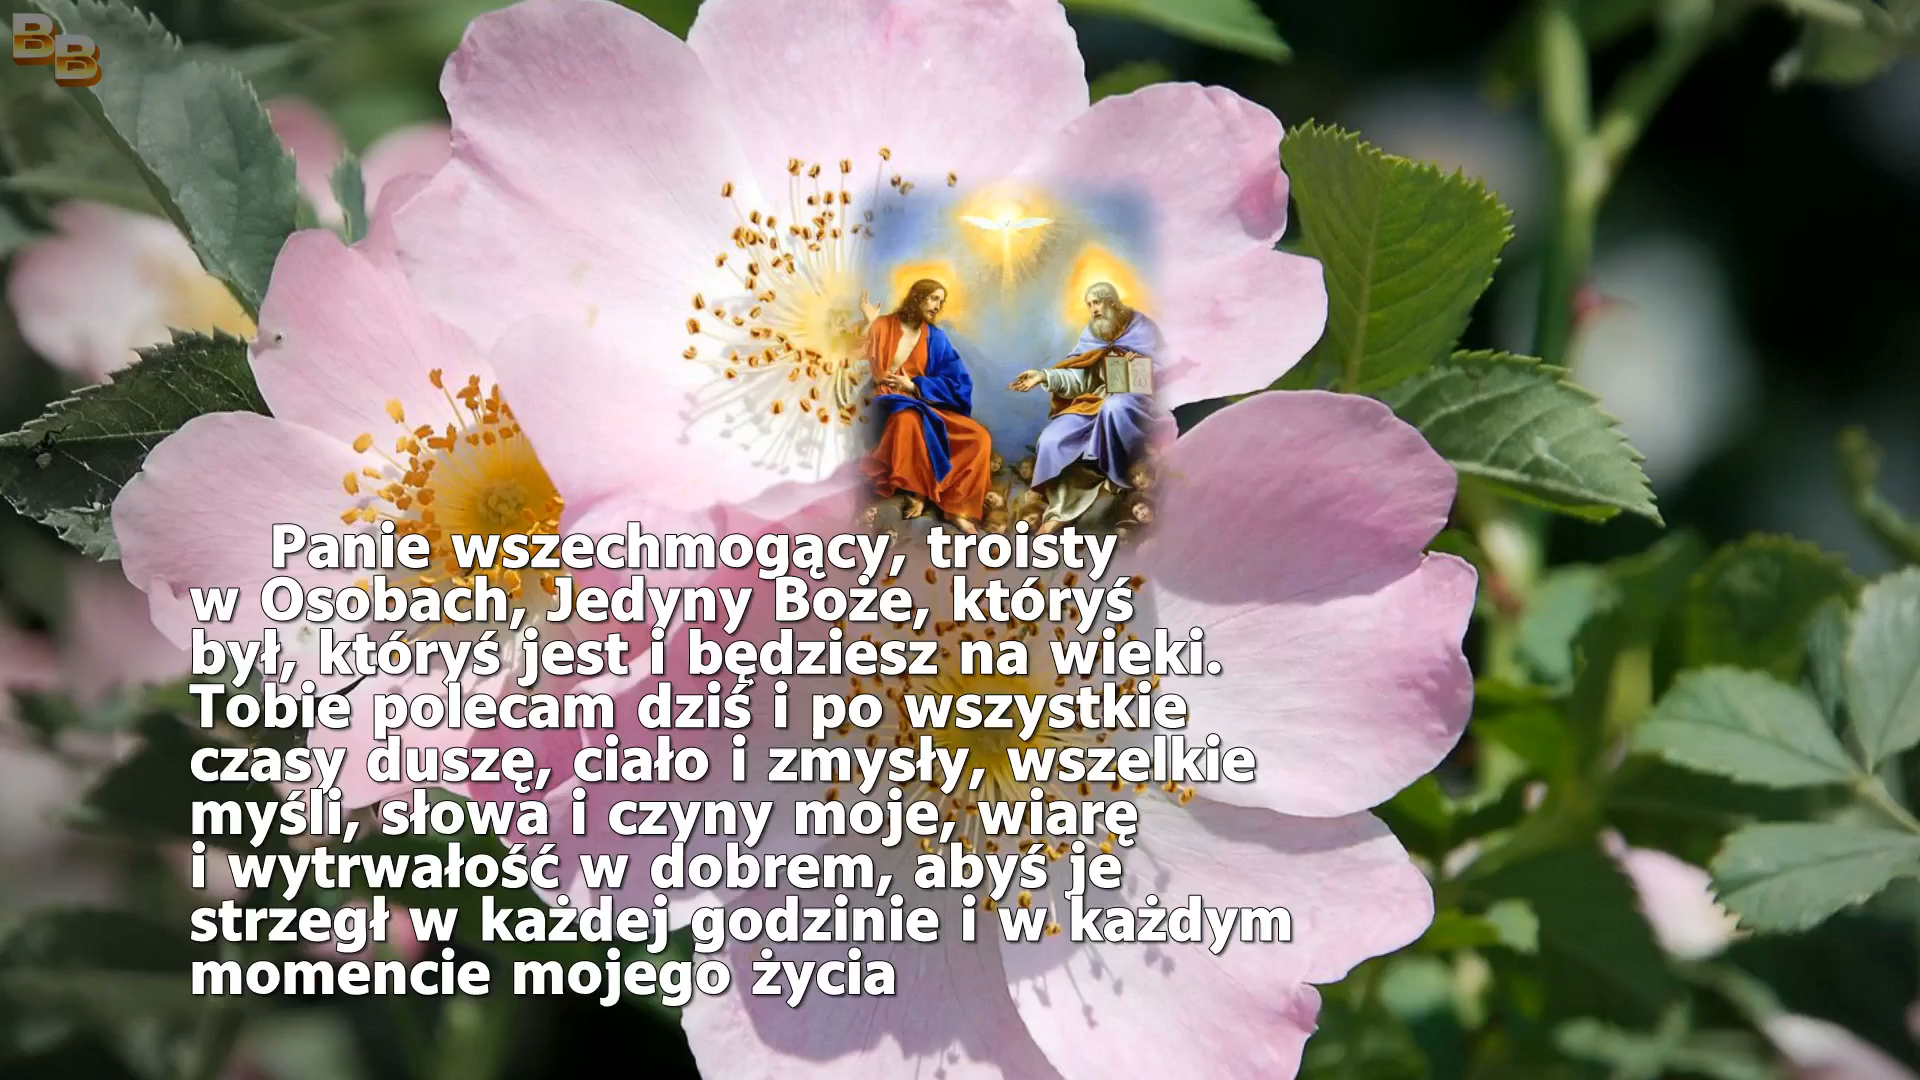 BB
Panie wszechmogący, troisty
w Osobach, Jedyny Boże, któryś
był, któryś jest i będziesz na wieki.
Tobie polecam dziś i po wszystkie
czasy duszę, ciało i zmysły, wszelkie
myśli, słowa i czyny moje, wiarę
i wytrwałość w dobrem, abyś je
strzegł w każdej godzinie i w każdym
momencie mojego życia